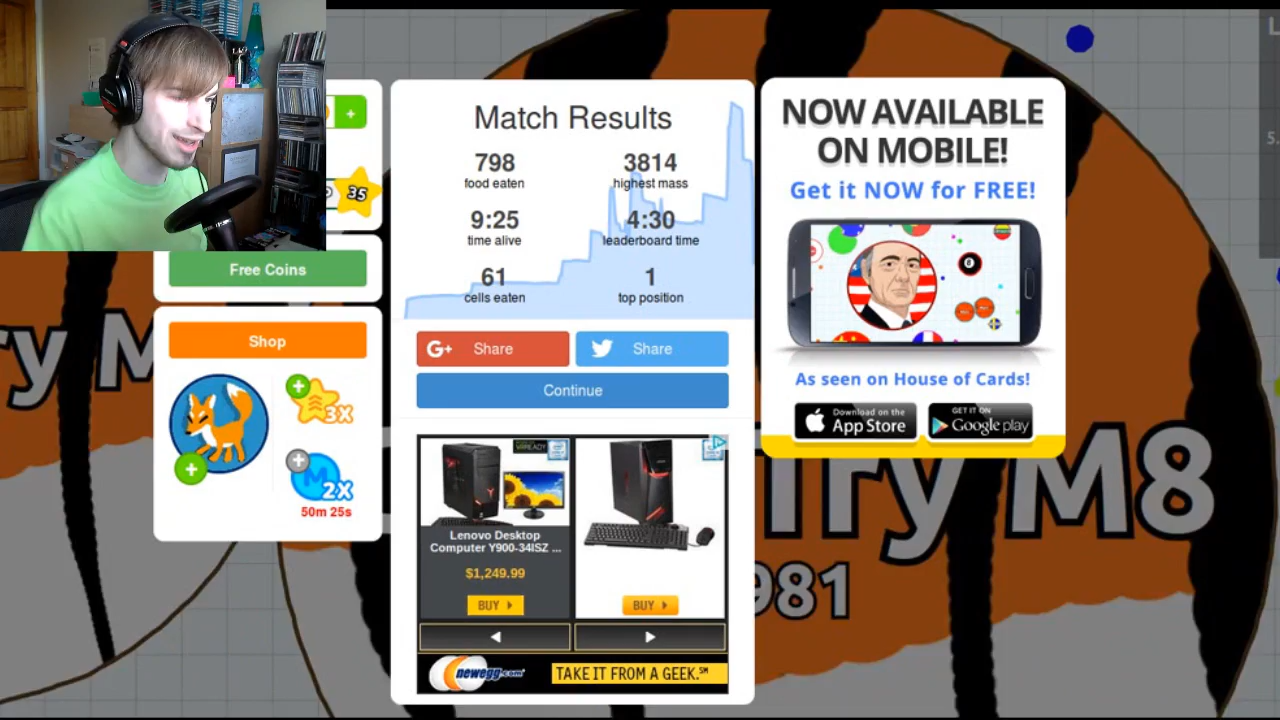 35
Free Coins
Shop
3X
2X
50m 25s
Match Results
798
food eaten
3814
highest mass
9:25
time alive
4:30
leaderboard time
61
cells eaten
1
top position
G+ Share
Share
Continue
Lenovo Desktop
Computer Y900-34ISZ ...
$1,249.99
BUY
BUY
newegg.com
TAKE IT FROM A GEEK.SM
NOW AVAILABLE
ON MOBILE!
Get it NOW for FREE!
8
As seen on House of Cards!
Download on the
App Store
GET IT ON
Google play
ry M
Try M8
981